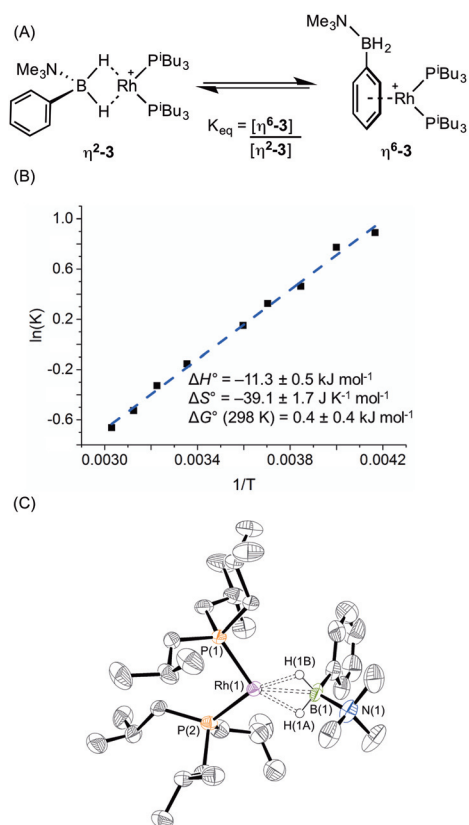 (A)
Me3N
H
B
H
Rh
+
PiBu3
PiBu3
η2-3
Keq = [η6-3]
[η2-3]
Me3N
BH2
+
Rh
PiBu3
PiBu3
η6-3
(B)
ln(K)
1.0
0.6
0.2
-0.2
-0.6
ΔH° = –11.3 ± 0.5 kJ mol-1
ΔS° = –39.1 ± 1.7 J K-1 mol-1
ΔG° (298 K) = 0.4 ± 0.4 kJ mol-1
0.0030 0.0034 0.0038 0.0042
1/T
(C)
P(1)
H(1B)
Rh(1)
B(1) N(1)
H(1A)
P(2)